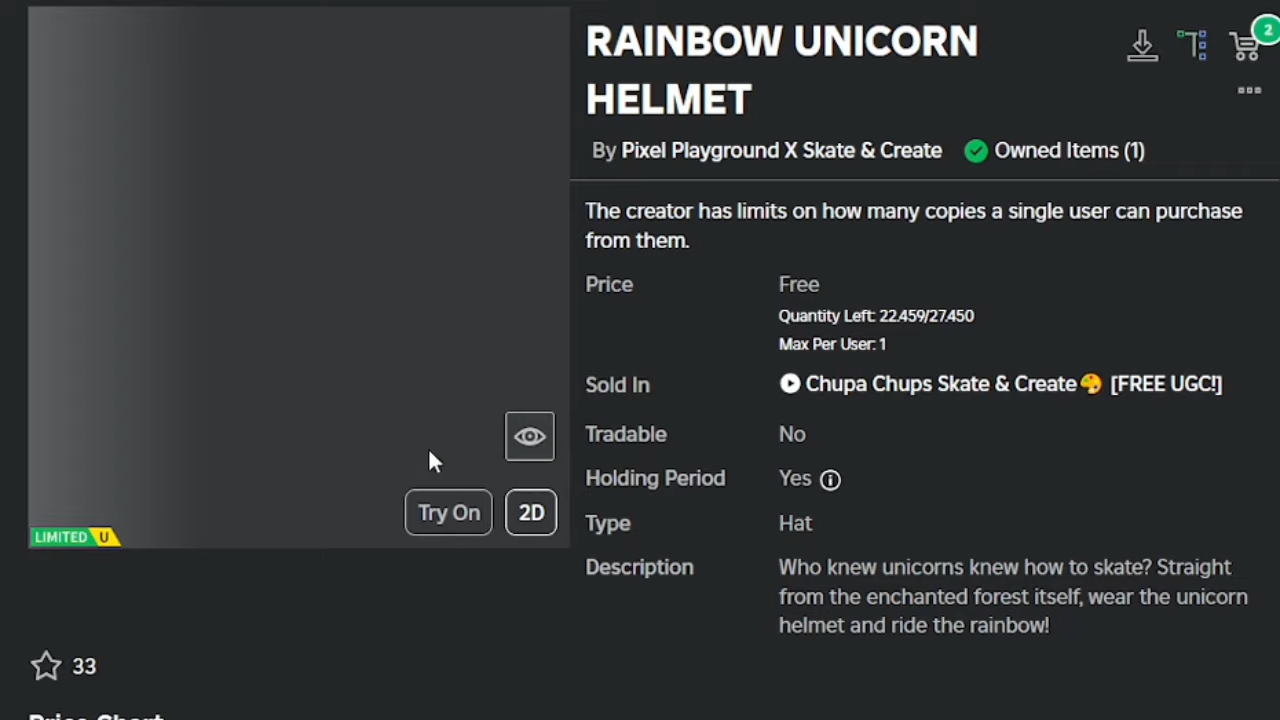 RAINBOW UNICORN
HELMET
2
By Pixel Playground X Skate & Create Owned Items (1)
The creator has limits on how many copies a single user can purchase
from them.
Price Free
Quantity Left: 22.459/27.450
Max Per User: 1
Sold In Chupa Chups Skate & Create🎨 [FREE UGC!]
Tradable No
Holding Period Yes
Type Hat
Description Who knew unicorns knew how to skate? Straight
from the enchanted forest itself, wear the unicorn
helmet and ride the rainbow!
Try On 2D
LIMITED U
33
Price Chart